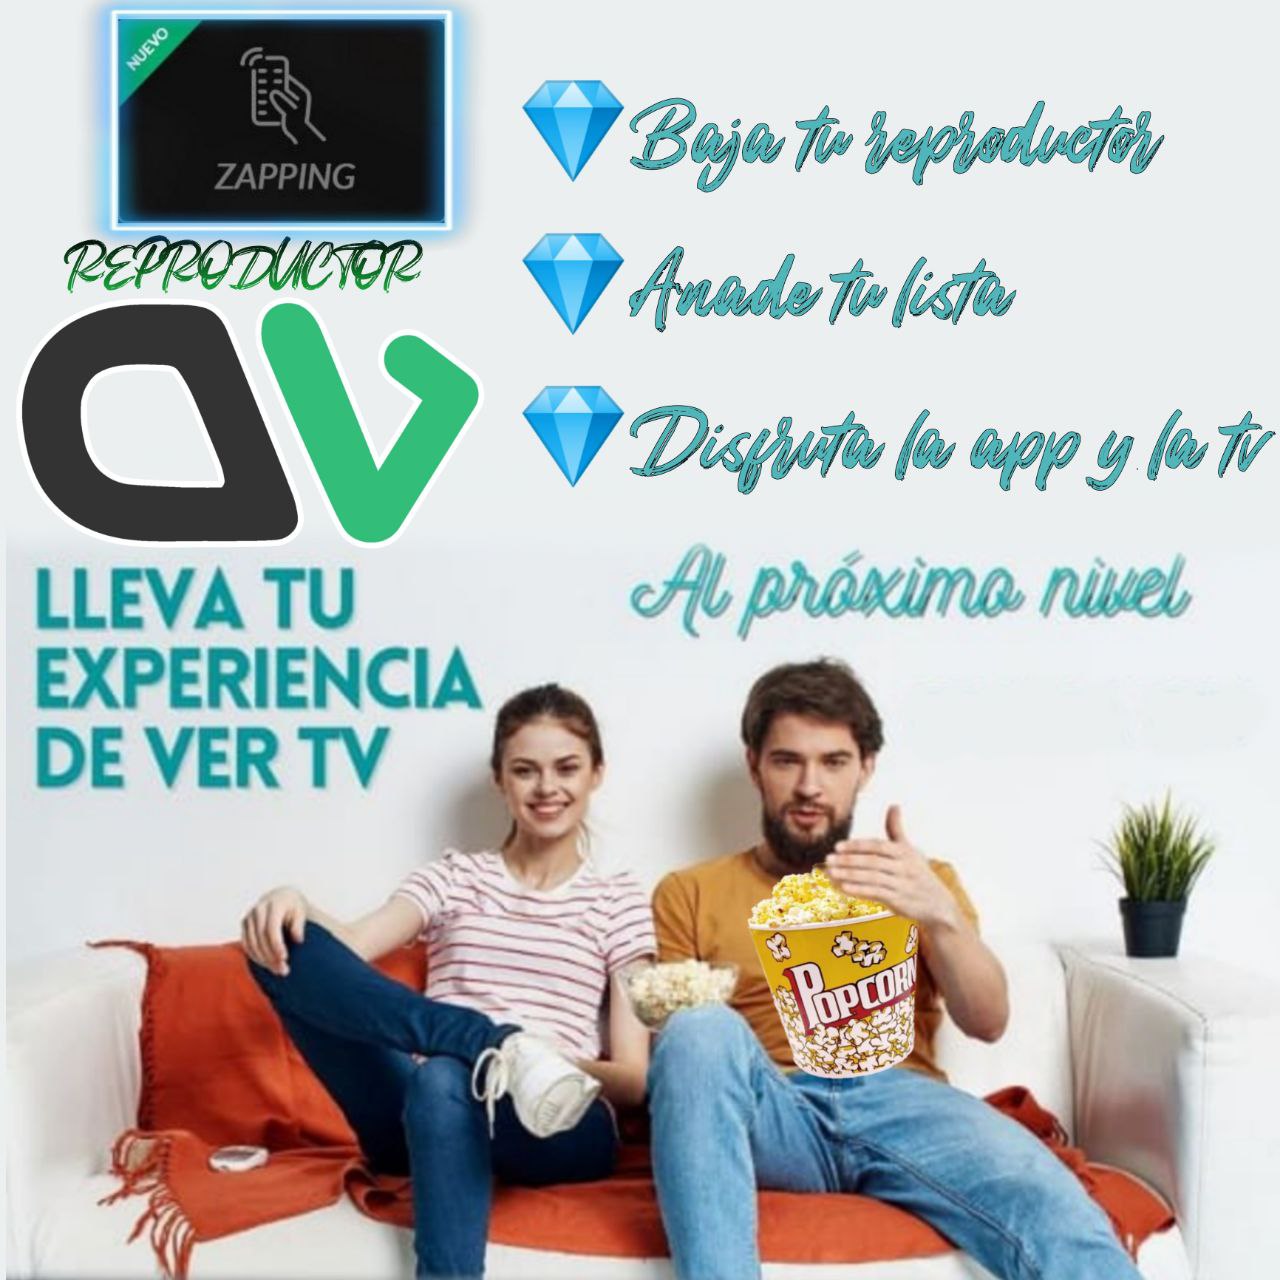 NUEVO
ZAPPING
REPRODUCTOR
Baja tu reproductor
Anade tu lista
Disfruta la app y la tv
LLEVA TU
EXPERIENCIA
DE VER TV
Al próximo nivel
POPCORN